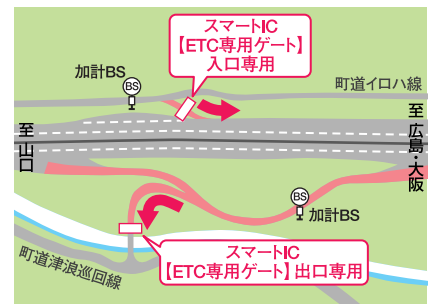 スマートIC
【ETC専用ゲート】
入口専用
加計BS
BS
町道イロハ線
至山口
至広島・大阪
BS
加計BS
スマートIC
【ETC専用ゲート】出口専用
町道津浪巡回線